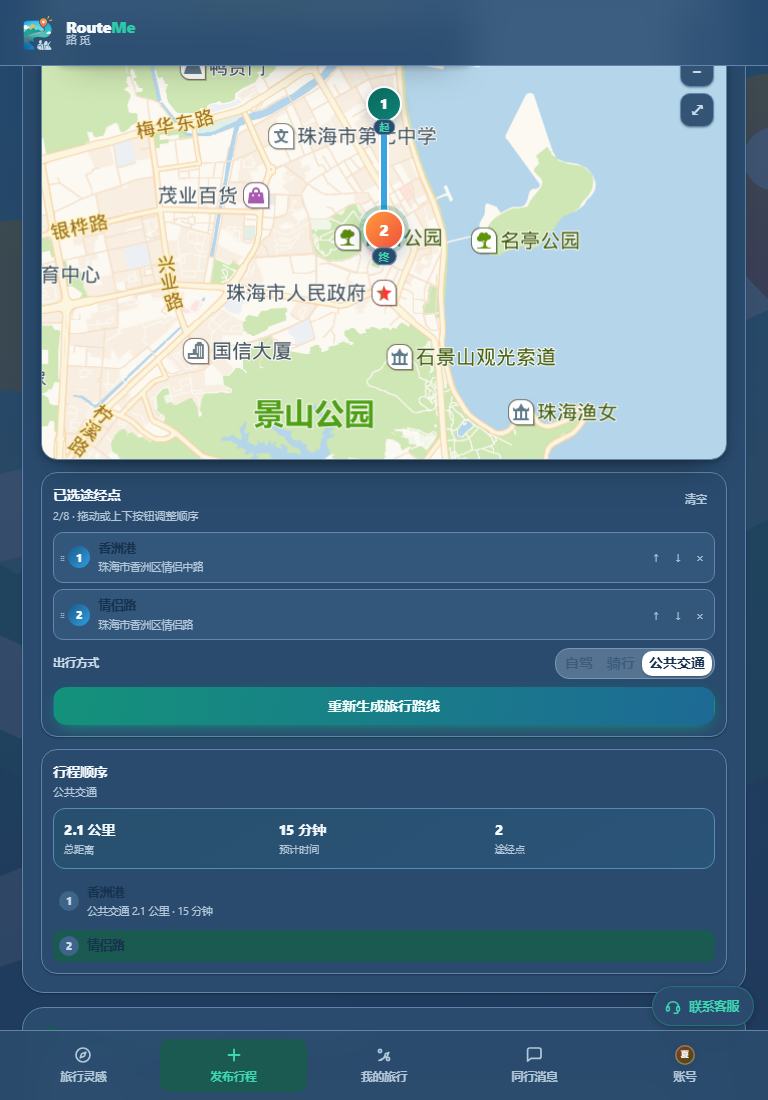 RouteMe
路觅
梅华东路
1
起
珠海市第
中学
茂业百货
银桦路
2
公园
名亭公园
终
育中心
兴业路
珠海市人民政府
国信大厦
石景山观光索道
景山公园
珠海渔女
柠溪路
已选途经点
清空
2/8 · 拖动或上下按钮调整顺序
1
香洲港
珠海市香洲区情侣中路
↑ ↓ ×
2
情侣路
珠海市香洲区情侣路
↑ ↓ ×
出行方式
自驾 骑行 公共交通
重新生成旅行路线
行程顺序
公共交通
2.1 公里 15 分钟 2
总距离 预计时间 途经点
1
香洲港
公共交通 2.1 公里 · 15 分钟
2 情侣路
联系客服
夏
旅行灵感 发布行程 我的旅行 同行消息 账号